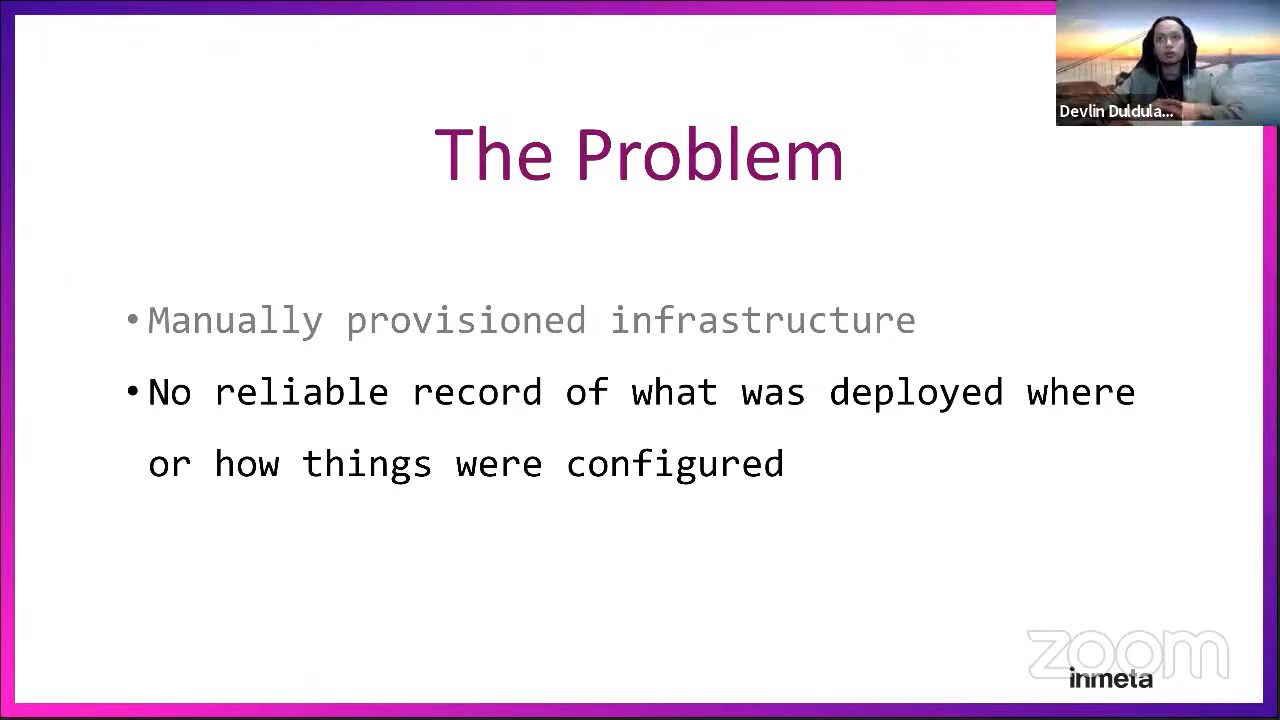 Devlin Duldula...
The Problem
• Manually provisioned infrastructure
• No reliable record of what was deployed where
or how things were configured
zoom
inmeta